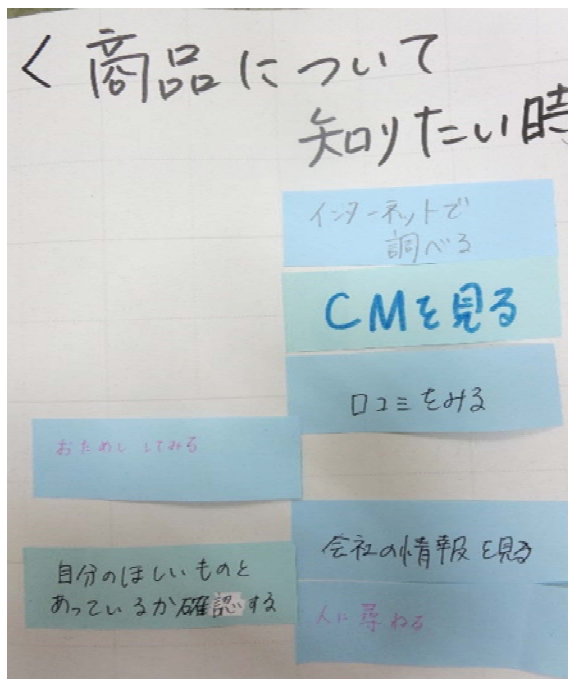 く商品について
知りたい時
インターネットで
調べる
CMを見る
口コミをみる
おためし してみる
会社の情報を見る
自分のほしいものと
あっているか確認する
人に尋ねる